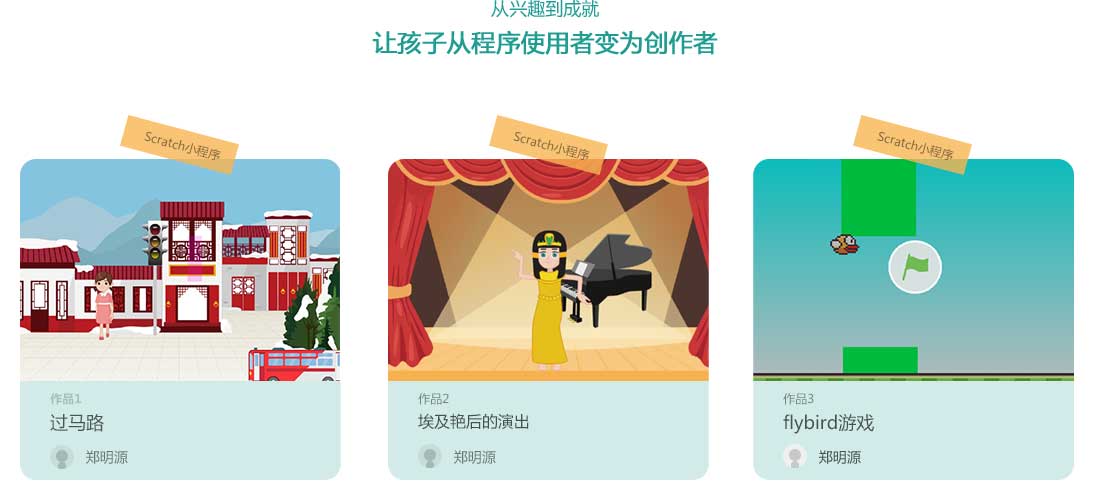 从兴趣到成就
让孩子从程序使用者变为创作者
Scratch小程序
Scratch小程序
Scratch小程序
作品1
过马路
郑明源
作品2
埃及艳后的演出
郑明源
作品3
flybird游戏
郑明源